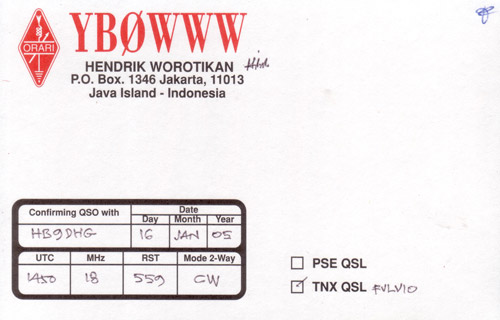 ORARI
YBØWWW
HENDRIK WOROTIKAN
P.O. Box. 1346 Jakarta, 11013
Java Island - Indonesia
Confirming QSO with
Date
Day Month Year
HB9DHG 16 JAN 05
UTC MHz RST Mode 2-Way
1450 18 559 CW
PSE QSL
TNX QSL